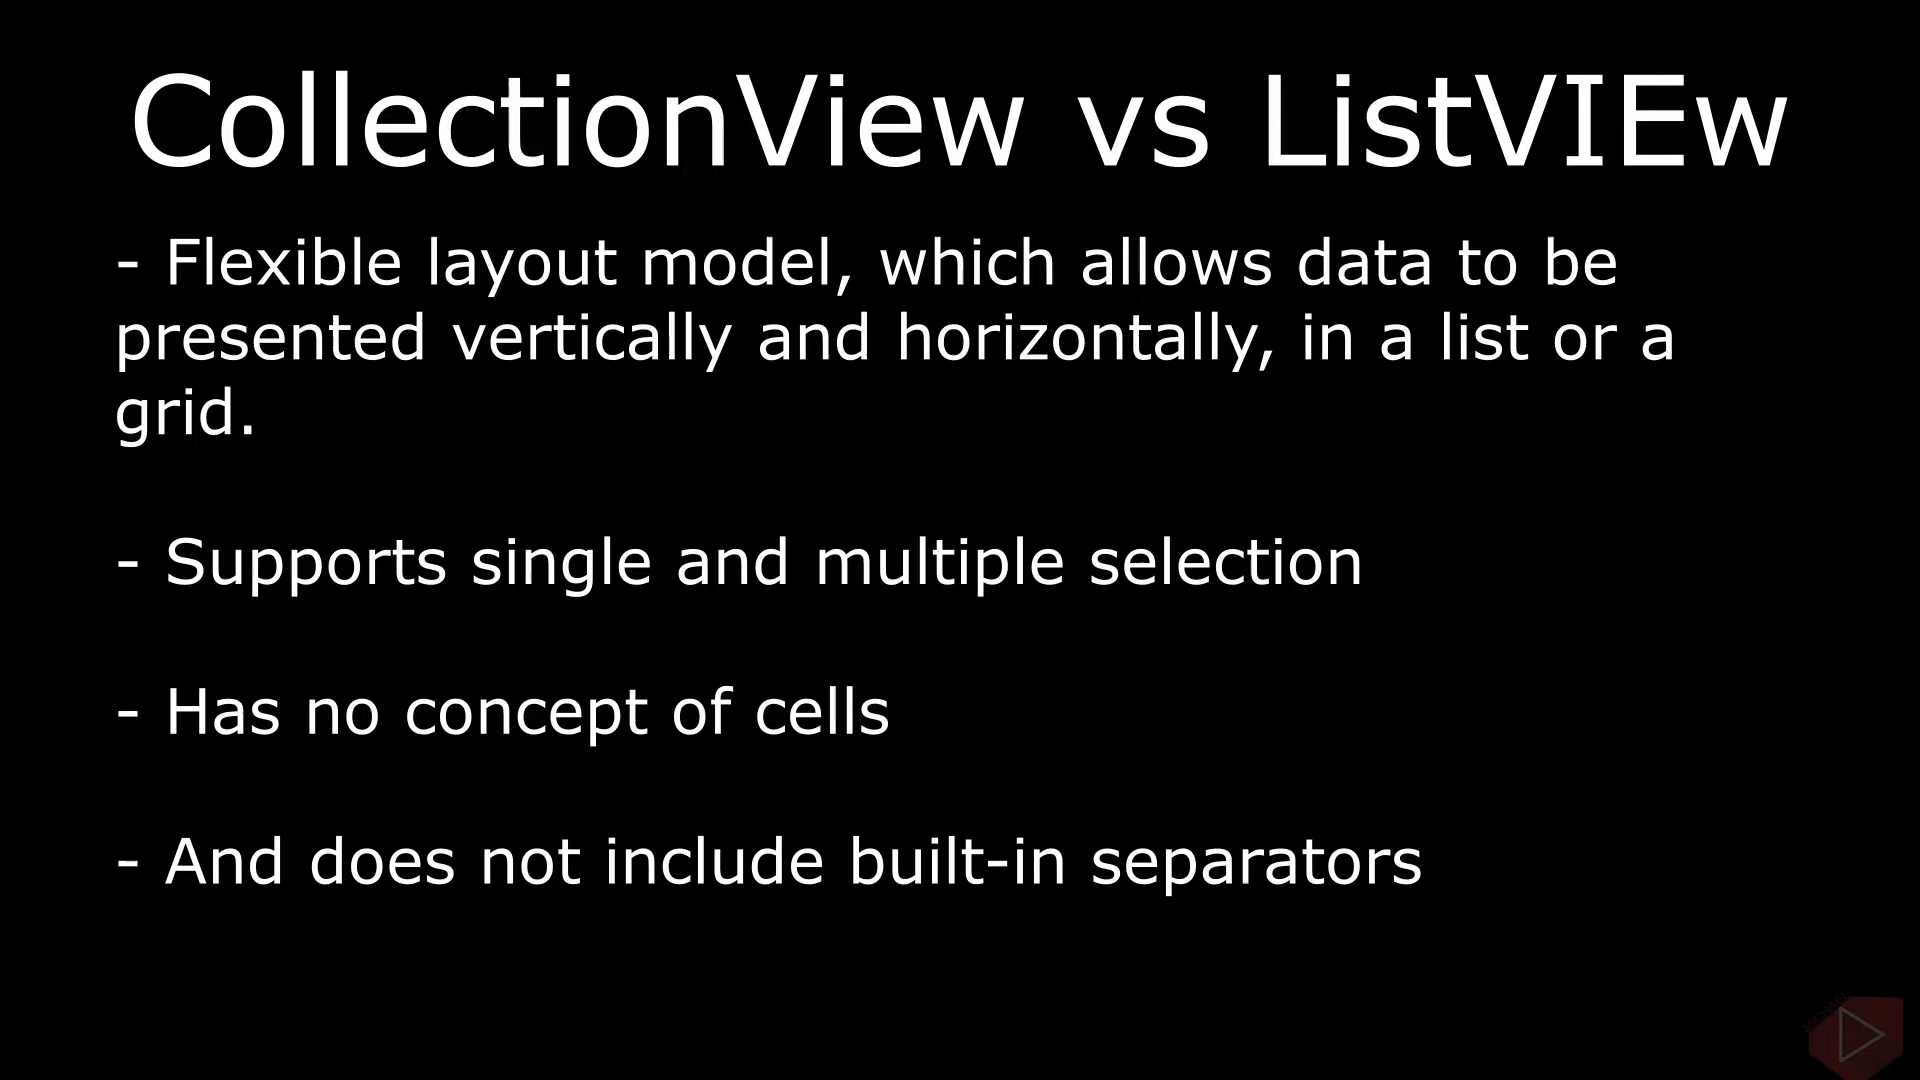 CollectionView vs ListVIEw
- Flexible layout model, which allows data to be
presented vertically and horizontally, in a list or a
grid.
- Supports single and multiple selection
- Has no concept of cells
- And does not include built-in separators